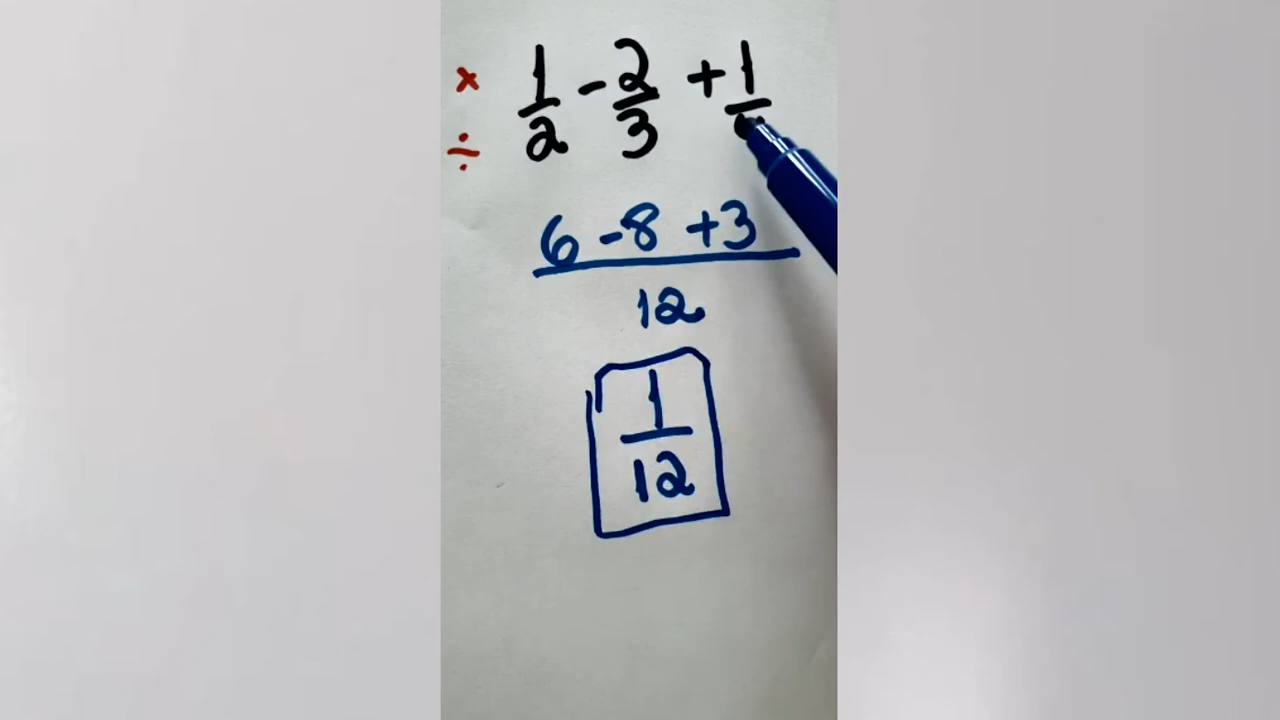 × 1/2 - 2/3 + 1/
÷
6 - 8 + 3
12
1
12